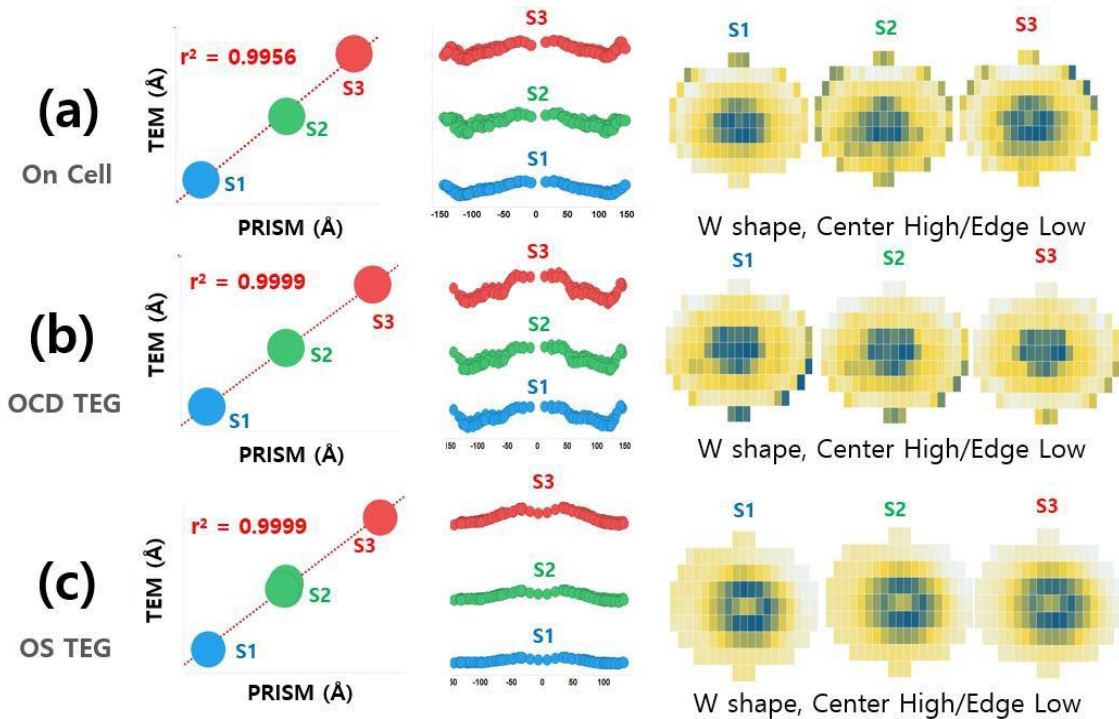 (a)
On Cell
r² = 0.9956
TEM (Å)
S1
S2
S3
PRISM (Å)
S3
S2
S1
-150 -100 -50 0 50 100 150
S1 S2 S3
W shape, Center High/Edge Low
(b)
OCD TEG
r² = 0.9999
TEM (Å)
S1
S2
S3
PRISM (Å)
S3
S2
S1
50 -100 -50 0 50 100 150
S1 S2 S3
W shape, Center High/Edge Low
(c)
OS TEG
r² = 0.9999
TEM (Å)
S1
S2
S3
PRISM (Å)
S3
S2
S1
50 -100 -50 0 50 100
S1 S2 S3
W shape, Center High/Edge Low